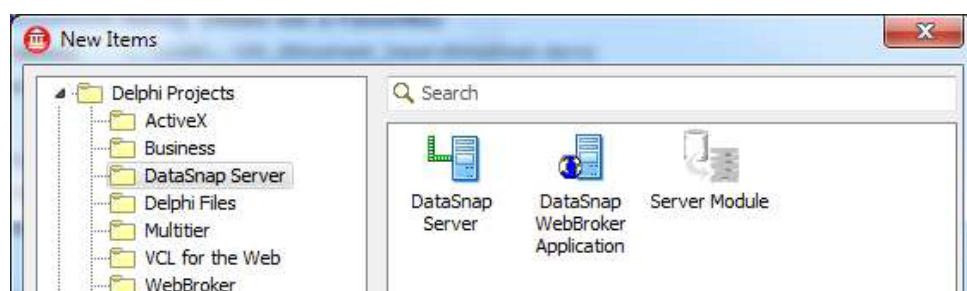 New Items
Delphi Projects
ActiveX
Business
DataSnap Server
Delphi Files
Multitier
VCL for the Web
WebBroker
Search
DataSnap
Server
DataSnap
WebBroker
Application
Server Module